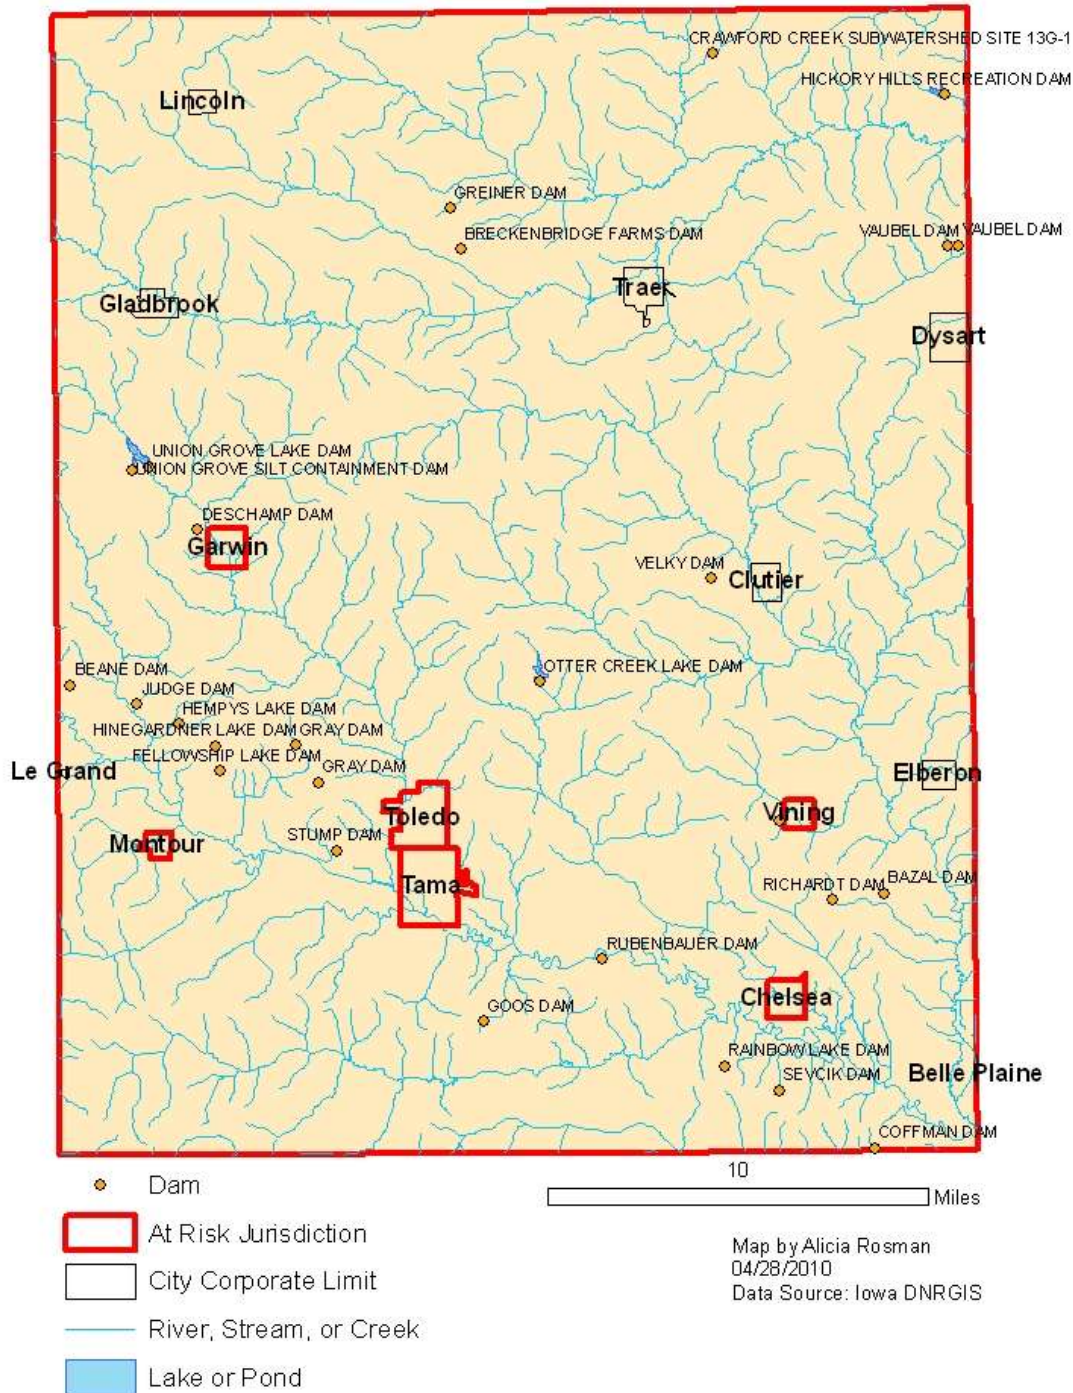 CRAWFORD CREEK SUBWATERSHED SITE 13G-1
HICKORY HILLS RECREATION DAM
Lincoln
GREINER DAM
BRECKENBRIDGE FARMS DAM
VAUBEL DAM
VAUBEL DAM
Traer
Gladbrook
Dysart
UNION GROVE LAKE DAM
UNION GROVE SILT CONTAINMENT DAM
DESCHAMP DAM
Garwin
VELKY DAM
Clutier
BEANE DAM
OTTER CREEK LAKE DAM
JUDGE DAM
HEMPYS LAKE DAM
HINEGARDNER LAKE DAM
GRAY DAM
FELLOWSHIP LAKE DAM
GRAY DAM
Le Grand
Elberon
Toledo
Vining
STUMP DAM
Montour
Tama
RICHARDT DAM
BAZAL DAM
RUBENBAUER DAM
Chelsea
GOOS DAM
RAINBOW LAKE DAM
SEVCIK DAM
Belle Plaine
COFFMAN DAM
10
Miles
Dam
At Risk Jurisdiction
City Corporate Limit
River, Stream, or Creek
Lake or Pond
Map by Alicia Rosman
04/28/2010
Data Source: Iowa DNRGIS